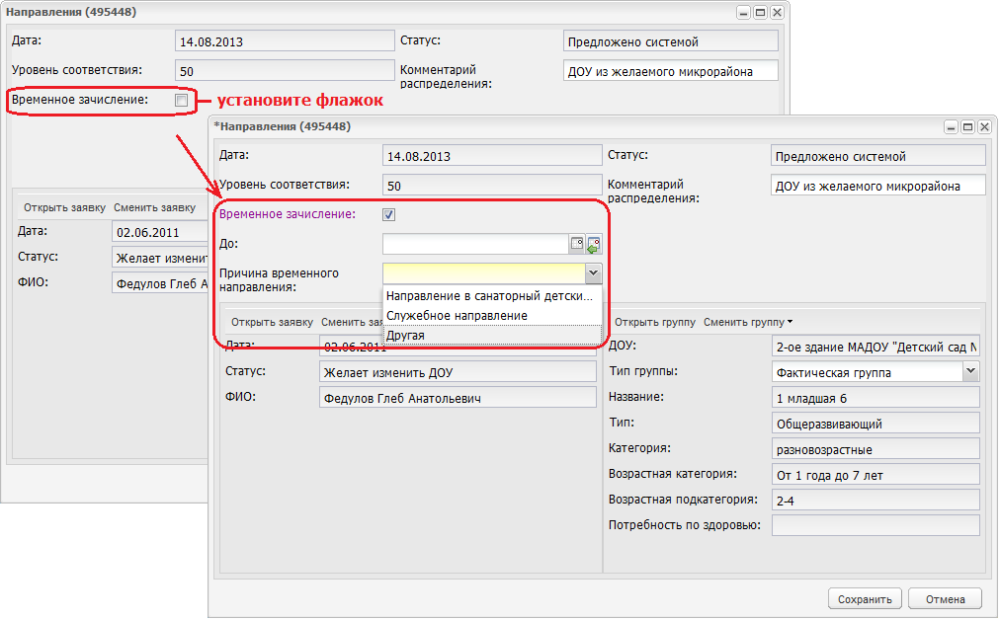 Направления (495448)
Дата: 14.08.2013 Статус: Предложено системой
Уровень соответствия: 50 Комментарий распределения: ДОУ из желаемого микрорайона
Временное зачисление: установите флажок
Открыть заявку Сменить заявку
Дата: 02.06.2011
Статус: Желает изменит
ФИО: Федулов Глеб А
*Направления (495448)
Дата: 14.08.2013 Статус: Предложено системой
Уровень соответствия: 50 Комментарий распределения: ДОУ из желаемого микрорайона
Временное зачисление:
До:
Причина временного
направления:
Направление в санаторный детски...
Служебное направление
Другая
Открыть заявку Сменить зая Открыть группу Сменить группу
Дата: 02.06.2011 ДОУ: 2-ое здание МАДОУ "Детский сад N
Статус: Желает изменить ДОУ Тип группы: Фактическая группа
ФИО: Федулов Глеб Анатольевич Название: 1 младшая 6
Тип: Общеразвивающий
Категория: разновозрастные
Возрастная категория: От 1 года до 7 лет
Возрастная подкатегория: 2-4
Потребность по здоровью:
Сохранить Отмена